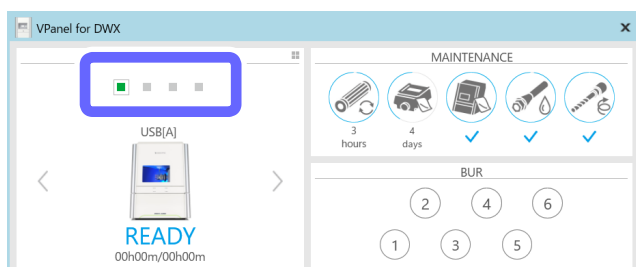 VPanel for DWX
x
MAINTENANCE
3 hours
4 days
USB[A]
READY
00h00m/00h00m
BUR
2 4 6
1 3 5